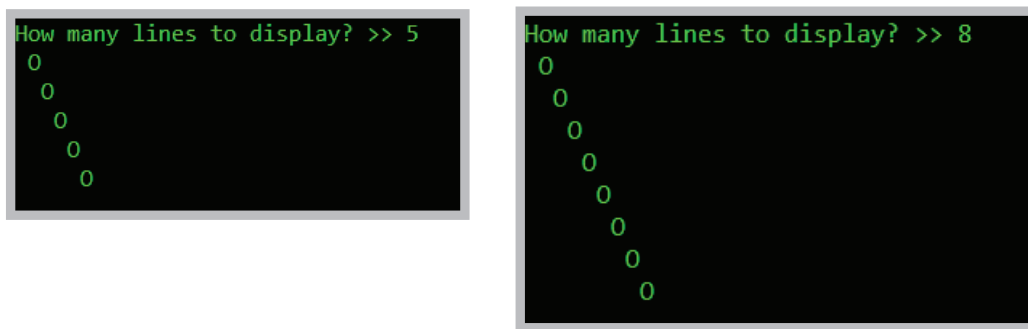 How many lines to display? >> 5
 O
  O
   O
    O
     O
How many lines to display? >> 8
 O
  O
   O
    O
     O
      O
       O
        O